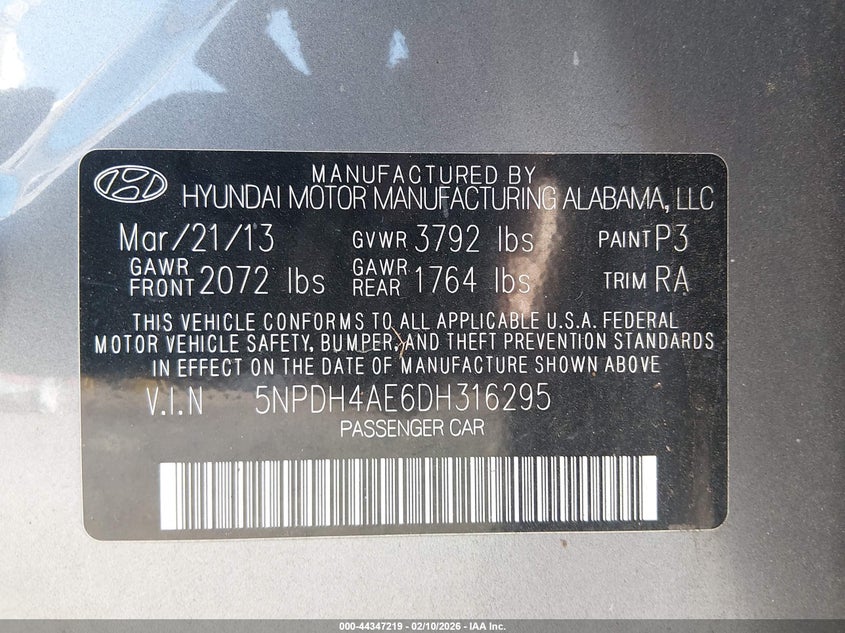 MANUFACTURED BY
HYUNDAI MOTOR MANUFACTURING ALABAMA, LLC
Mar/21/13 GVWR 3792 lbs PAINT P3
GAWR FRONT 2072 lbs GAWR REAR 1764 lbs TRIM RA
THIS VEHICLE CONFORMS TO ALL APPLICABLE U.S.A. FEDERAL
MOTOR VEHICLE SAFETY, BUMPER, AND THEFT PREVENTION STANDARDS
IN EFFECT ON THE DATE OF MANUFACTURE SHOWN ABOVE
V.I.N 5NPDH4AE6DH316295
PASSENGER CAR
000-44347219 - 02/10/2026 - IAA Inc.